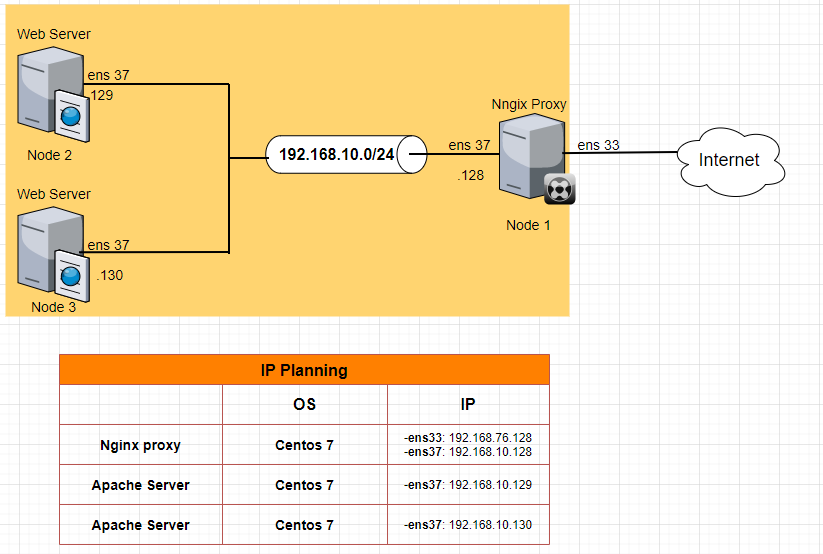 Web Server
ens 37
.129
Node 2
Web Server
ens 37
.130
Node 3
192.168.10.0/24
Nngix Proxy
ens 37
.128
Node 1
ens 33
Internet
IP Planning
OS IP
Nginx proxy Centos 7 -ens33: 192.168.76.128
-ens37: 192.168.10.128
Apache Server Centos 7 -ens37: 192.168.10.129
Apache Server Centos 7 -ens37: 192.168.10.130